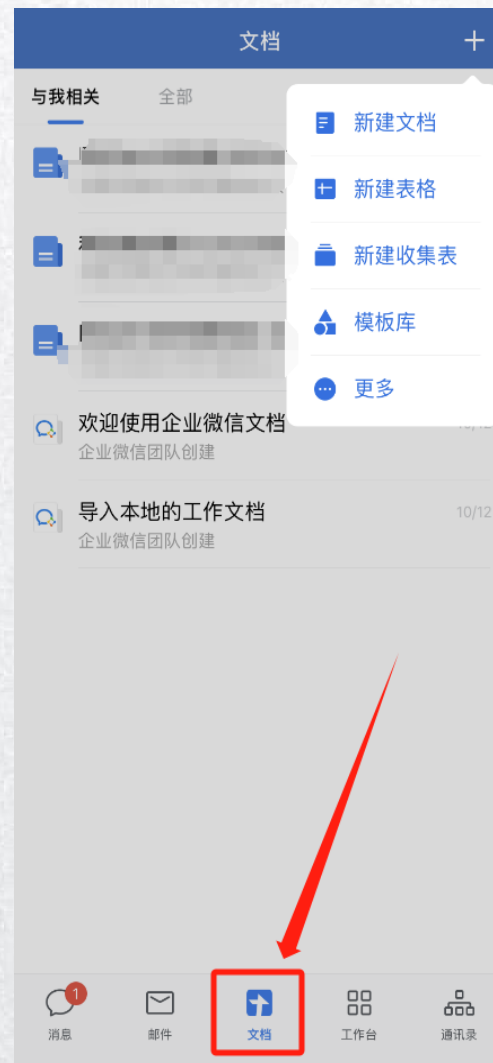 文档
与我相关
全部
新建文档
新建表格
新建收集表
模板库
更多
欢迎使用企业微信文档
企业微信团队创建
导入本地的工作文档
10/12
企业微信团队创建
1
消息
邮件
文档
工作台
通讯录